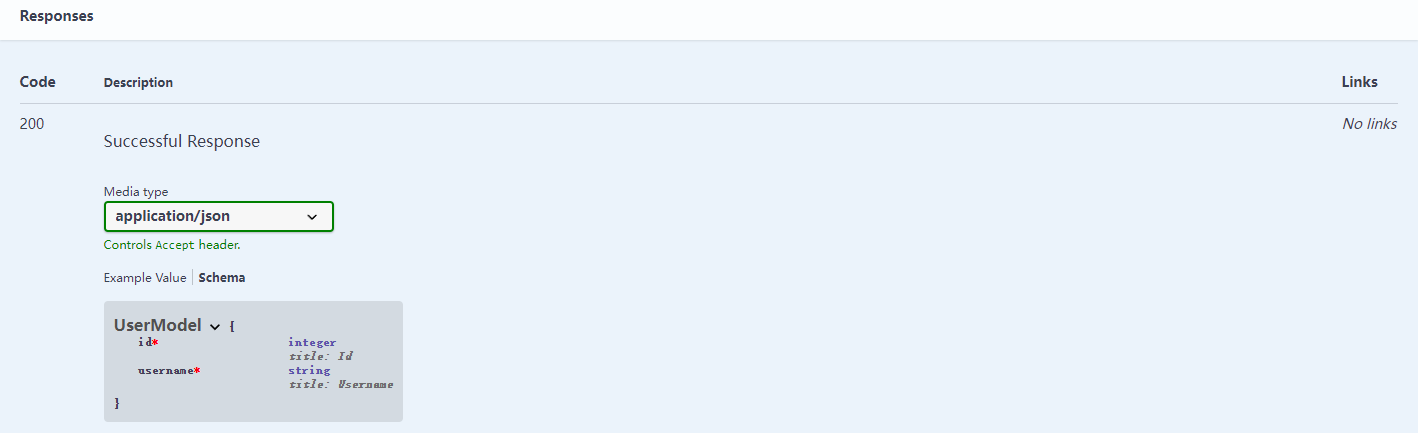 Responses
Code Description Links
200 Successful Response No links
Media type
application/json
Controls Accept header.
Example Value Schema
UserModel {
id* integer
title: Id
username* string
title: Username
}